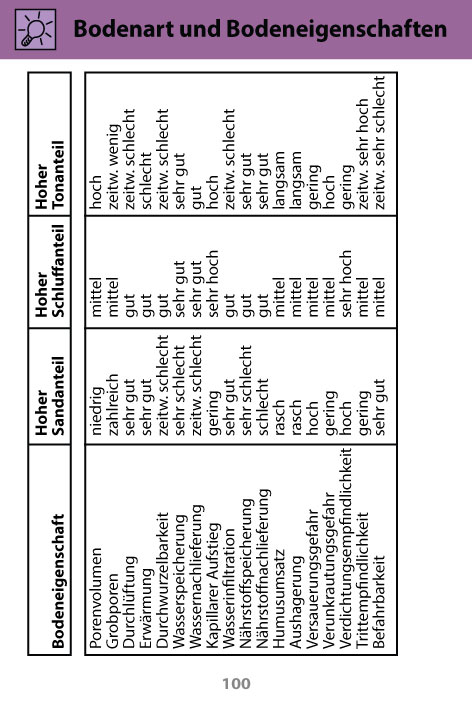 Bodenart und Bodeneigenschaften
Hoher Hoher Hoher
Bodeneigenschaft Sandanteil Schluffanteil Tonanteil
Porenvolumen niedrig mittel hoch
Grobporen zahlreich mittel zeitw. wenig
Durchlüftung sehr gut gut zeitw. schlecht
Erwärmung sehr gut gut schlecht
Durchwurzelbarkeit zeitw. schlecht gut zeitw. schlecht
Wasserspeicherung sehr schlecht sehr gut sehr gut
Wassernachlieferung zeitw. schlecht sehr gut gut
Kapillarer Aufstieg gering sehr hoch hoch
Wasserinfiltration sehr gut gut zeitw. schlecht
Nährstoffspeicherung sehr schlecht gut sehr gut
Nährstoffnachlieferung schlecht gut sehr gut
Humusumsatz rasch mittel langsam
Aushagerung rasch mittel langsam
Versauerungsgefahr hoch mittel gering
Verunkrautungsgefahr gering mittel hoch
Verdichtungsempfindlichkeit hoch sehr hoch gering
Trittempfindlichkeit gering mittel zeitw. sehr hoch
Befahrbarkeit sehr gut mittel zeitw. sehr schlecht
100